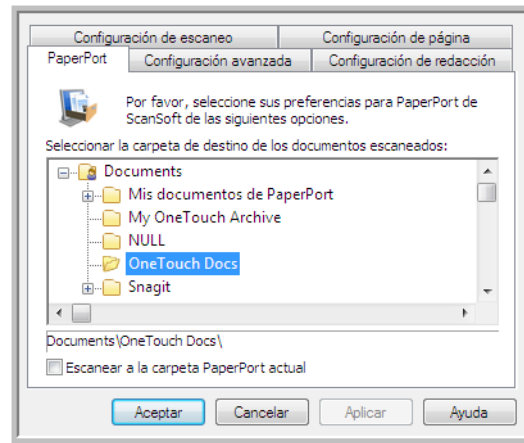 Configuración de escaneo
Configuración de página
PaperPort
Configuración avanzada
Configuración de redacción
Por favor, seleccione sus preferencias para PaperPort de
ScanSoft de las siguientes opciones.
Seleccionar la carpeta de destino de los documentos escaneados:
Documents
Mis documentos de PaperPort
My OneTouch Archive
NULL
OneTouch Docs
Snagit
Documents\OneTouch Docs\
Escanear a la carpeta PaperPort actual
Aceptar
Cancelar
Aplicar
Ayuda